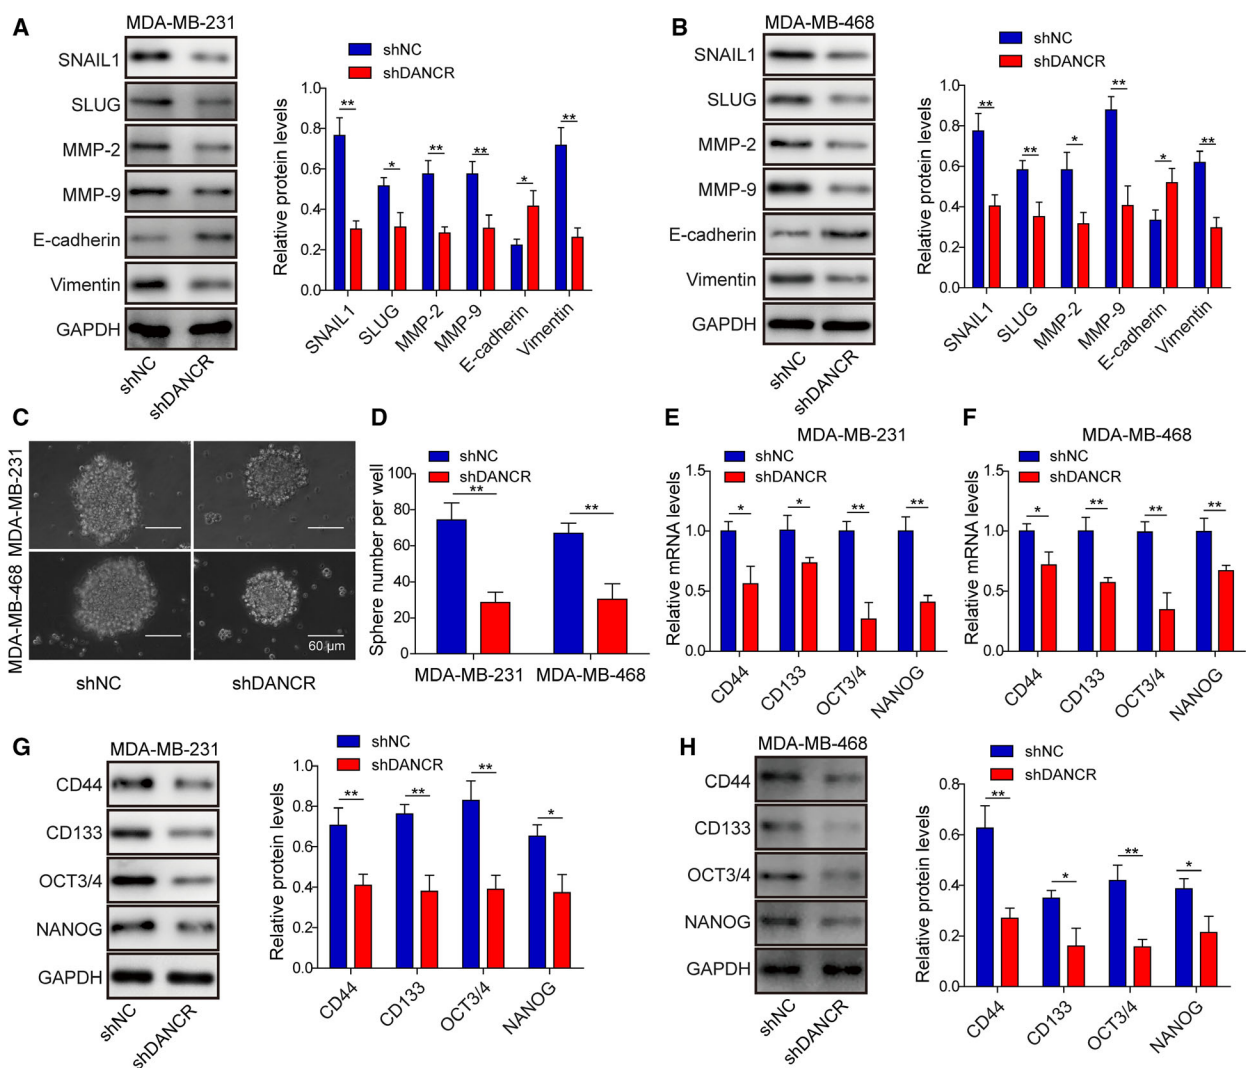 A
MDA-MB-231
SNAIL1
SLUG
MMP-2
MMP-9
E-cadherin
Vimentin
GAPDH
shNC
shDANCR
shNC
shDANCR
Relative protein levels
1.0
0.8
0.6
0.4
0.2
0.0
** * ** ** * **
SNAIL1
SLUG
MMP-2
MMP-9
E-cadherin
Vimentin
B
MDA-MB-468
SNAIL1
SLUG
MMP-2
MMP-9
E-cadherin
Vimentin
GAPDH
shNC
shDANCR
shNC
shDANCR
Relative protein levels
1.0
0.8
0.6
0.4
0.2
0.0
** ** * ** * **
SNAIL1
SLUG
MMP-2
MMP-9
E-cadherin
Vimentin
C
MDA-MB-231
MDA-MB-468
60 μm
shNC
shDANCR
D
shNC
shDANCR
Sphere number per well
100
80
60
40
20
0
** **
MDA-MB-231
MDA-MB-468
E
MDA-MB-231
shNC
shDANCR
Relative mRNA levels
1.5
1.0
0.5
0.0
* * ** **
CD44
CD133
OCT3/4
NANOG
F
MDA-MB-468
shNC
shDANCR
Relative mRNA levels
1.5
1.0
0.5
0.0
* ** ** **
CD44
CD133
OCT3/4
NANOG
G
MDA-MB-231
CD44
CD133
OCT3/4
NANOG
GAPDH
shNC
shDANCR
shNC
shDANCR
Relative protein levels
1.0
0.8
0.6
0.4
0.2
0.0
** ** ** *
CD44
CD133
OCT3/4
NANOG
H
MDA-MB-468
CD44
CD133
OCT3/4
NANOG
GAPDH
shNC
shDANCR
shNC
shDANCR
Relative protein levels
0.8
0.6
0.4
0.2
0.0
** * ** *
CD44
CD133
OCT3/4
NANOG